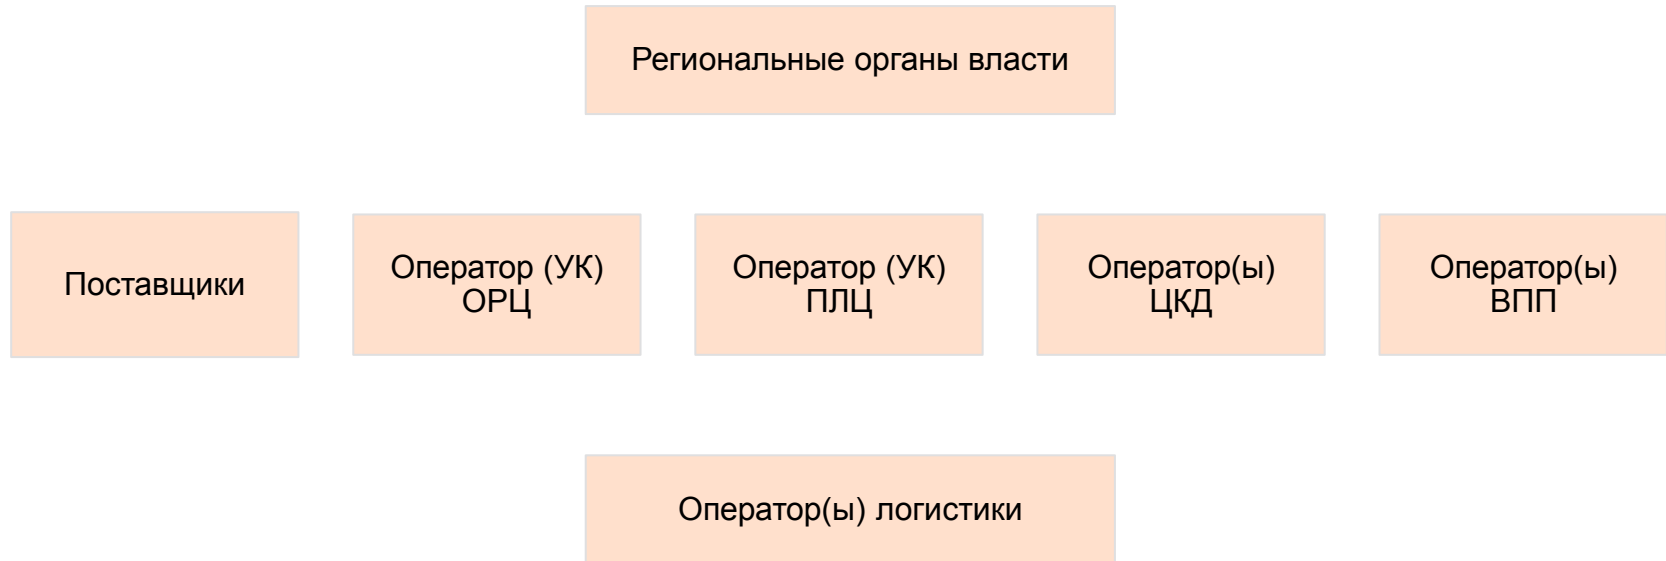 Региональные органы власти
Поставщики
Оператор (УК)
ОРЦ
Оператор (УК)
ПЛЦ
Оператор(ы)
ЦКД
Оператор(ы)
ВПП
Оператор(ы) логистики